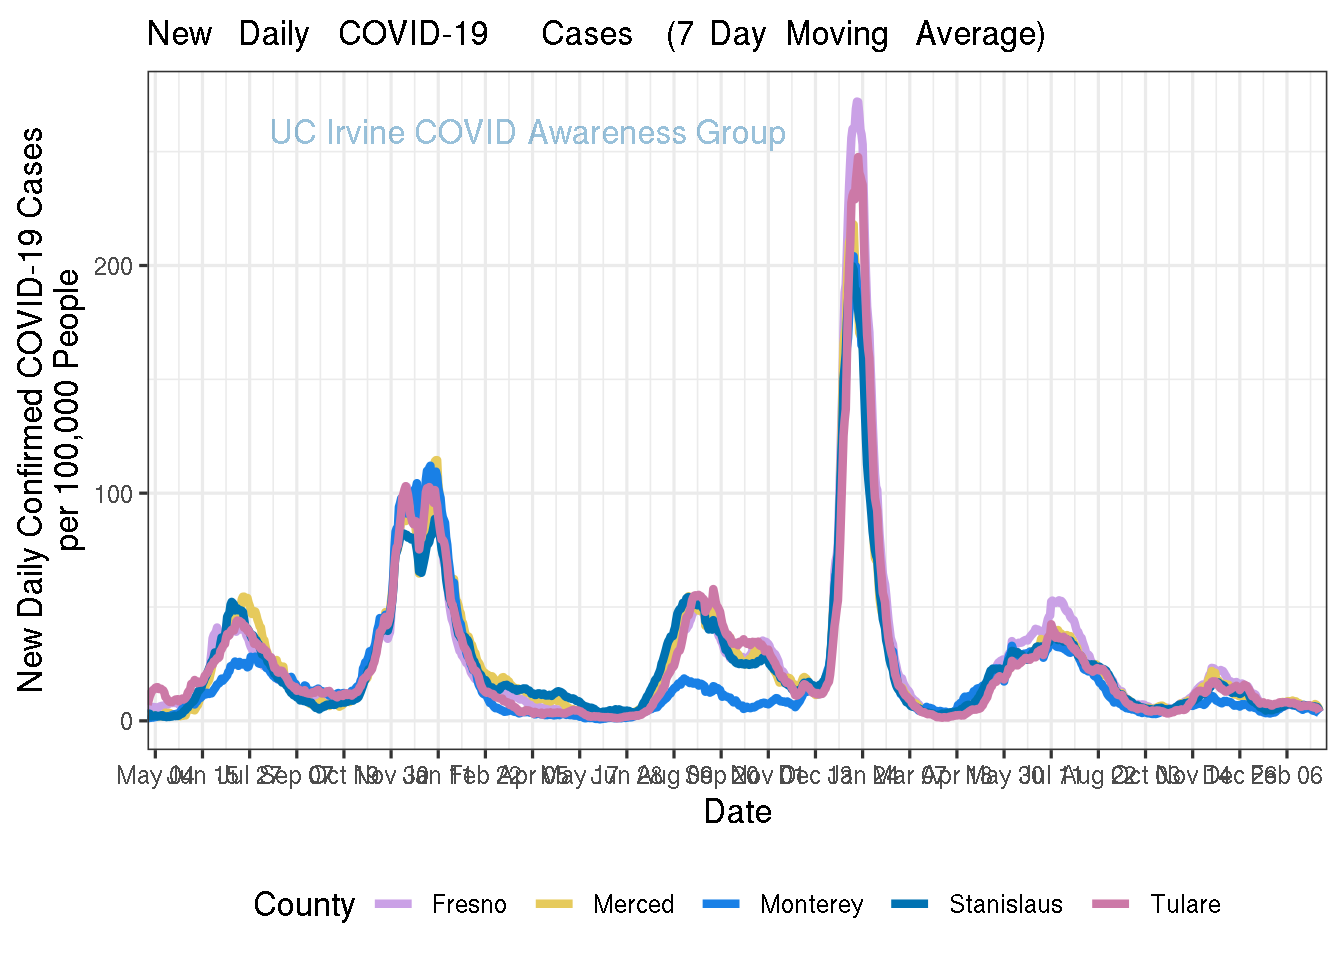 New Daily COVID-19 Cases (7 Day Moving Average)
UC Irvine COVID Awareness Group
New Daily Confirmed COVID-19 Cases
per 100,000 People
200
100
0
May 04 Jun 15 Jul 27 Sep 07 Oct 19 Nov 30 Jan 11 Feb 22 Apr 05 May 17 Jun 28 Aug 09 Sep 20 Nov 01 Dec 13 Jan 24 Mar 07 Apr 18 May 30 Jul 11 Aug 22 Oct 03 Nov 14 Dec 26 Feb 06
Date
County Fresno Merced Monterey Stanislaus Tulare